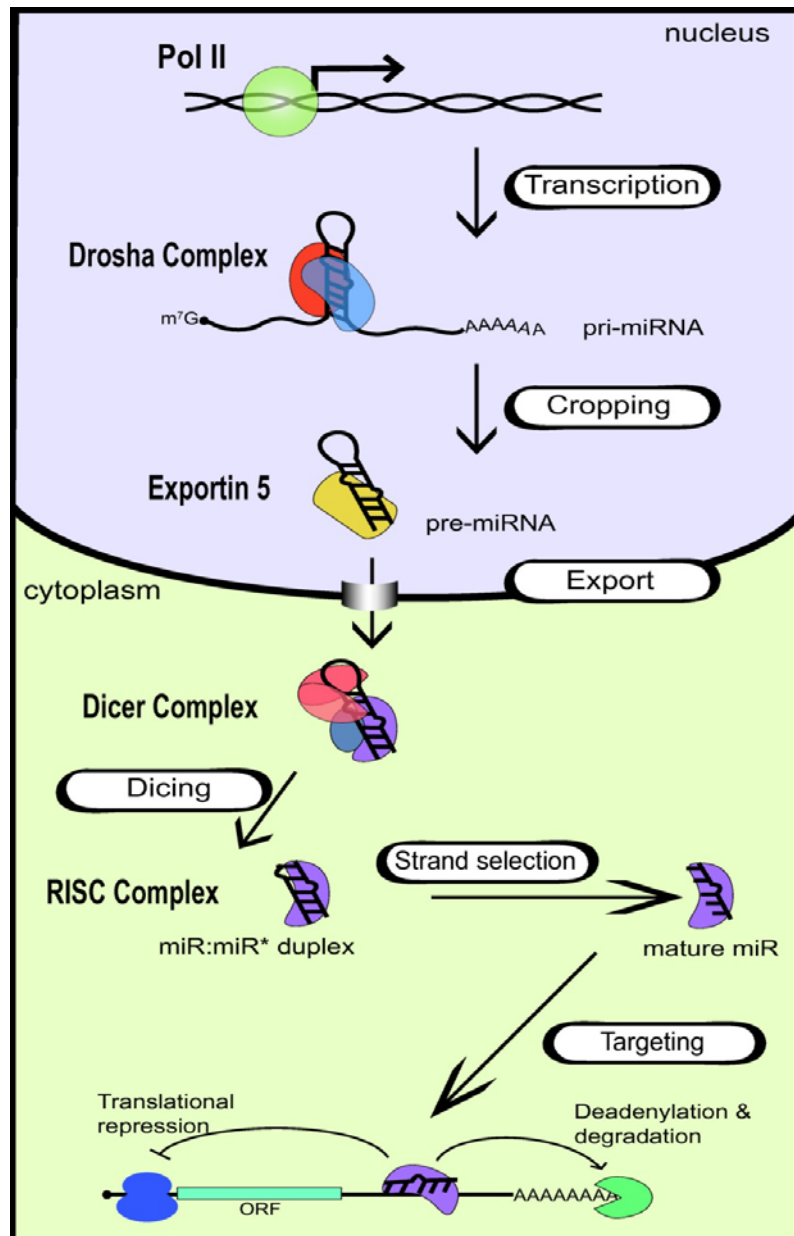 nucleus
Pol II
Transcription
Drosha Complex
m⁷G
AAAAAA
pri-miRNA
Cropping
Exportin 5
pre-miRNA
Export
cytoplasm
Dicer Complex
Dicing
Strand selection
RISC Complex
miR:miR* duplex
mature miR
Targeting
Translational
repression
Deadenylation &
degradation
ORF
AAAAAAAA